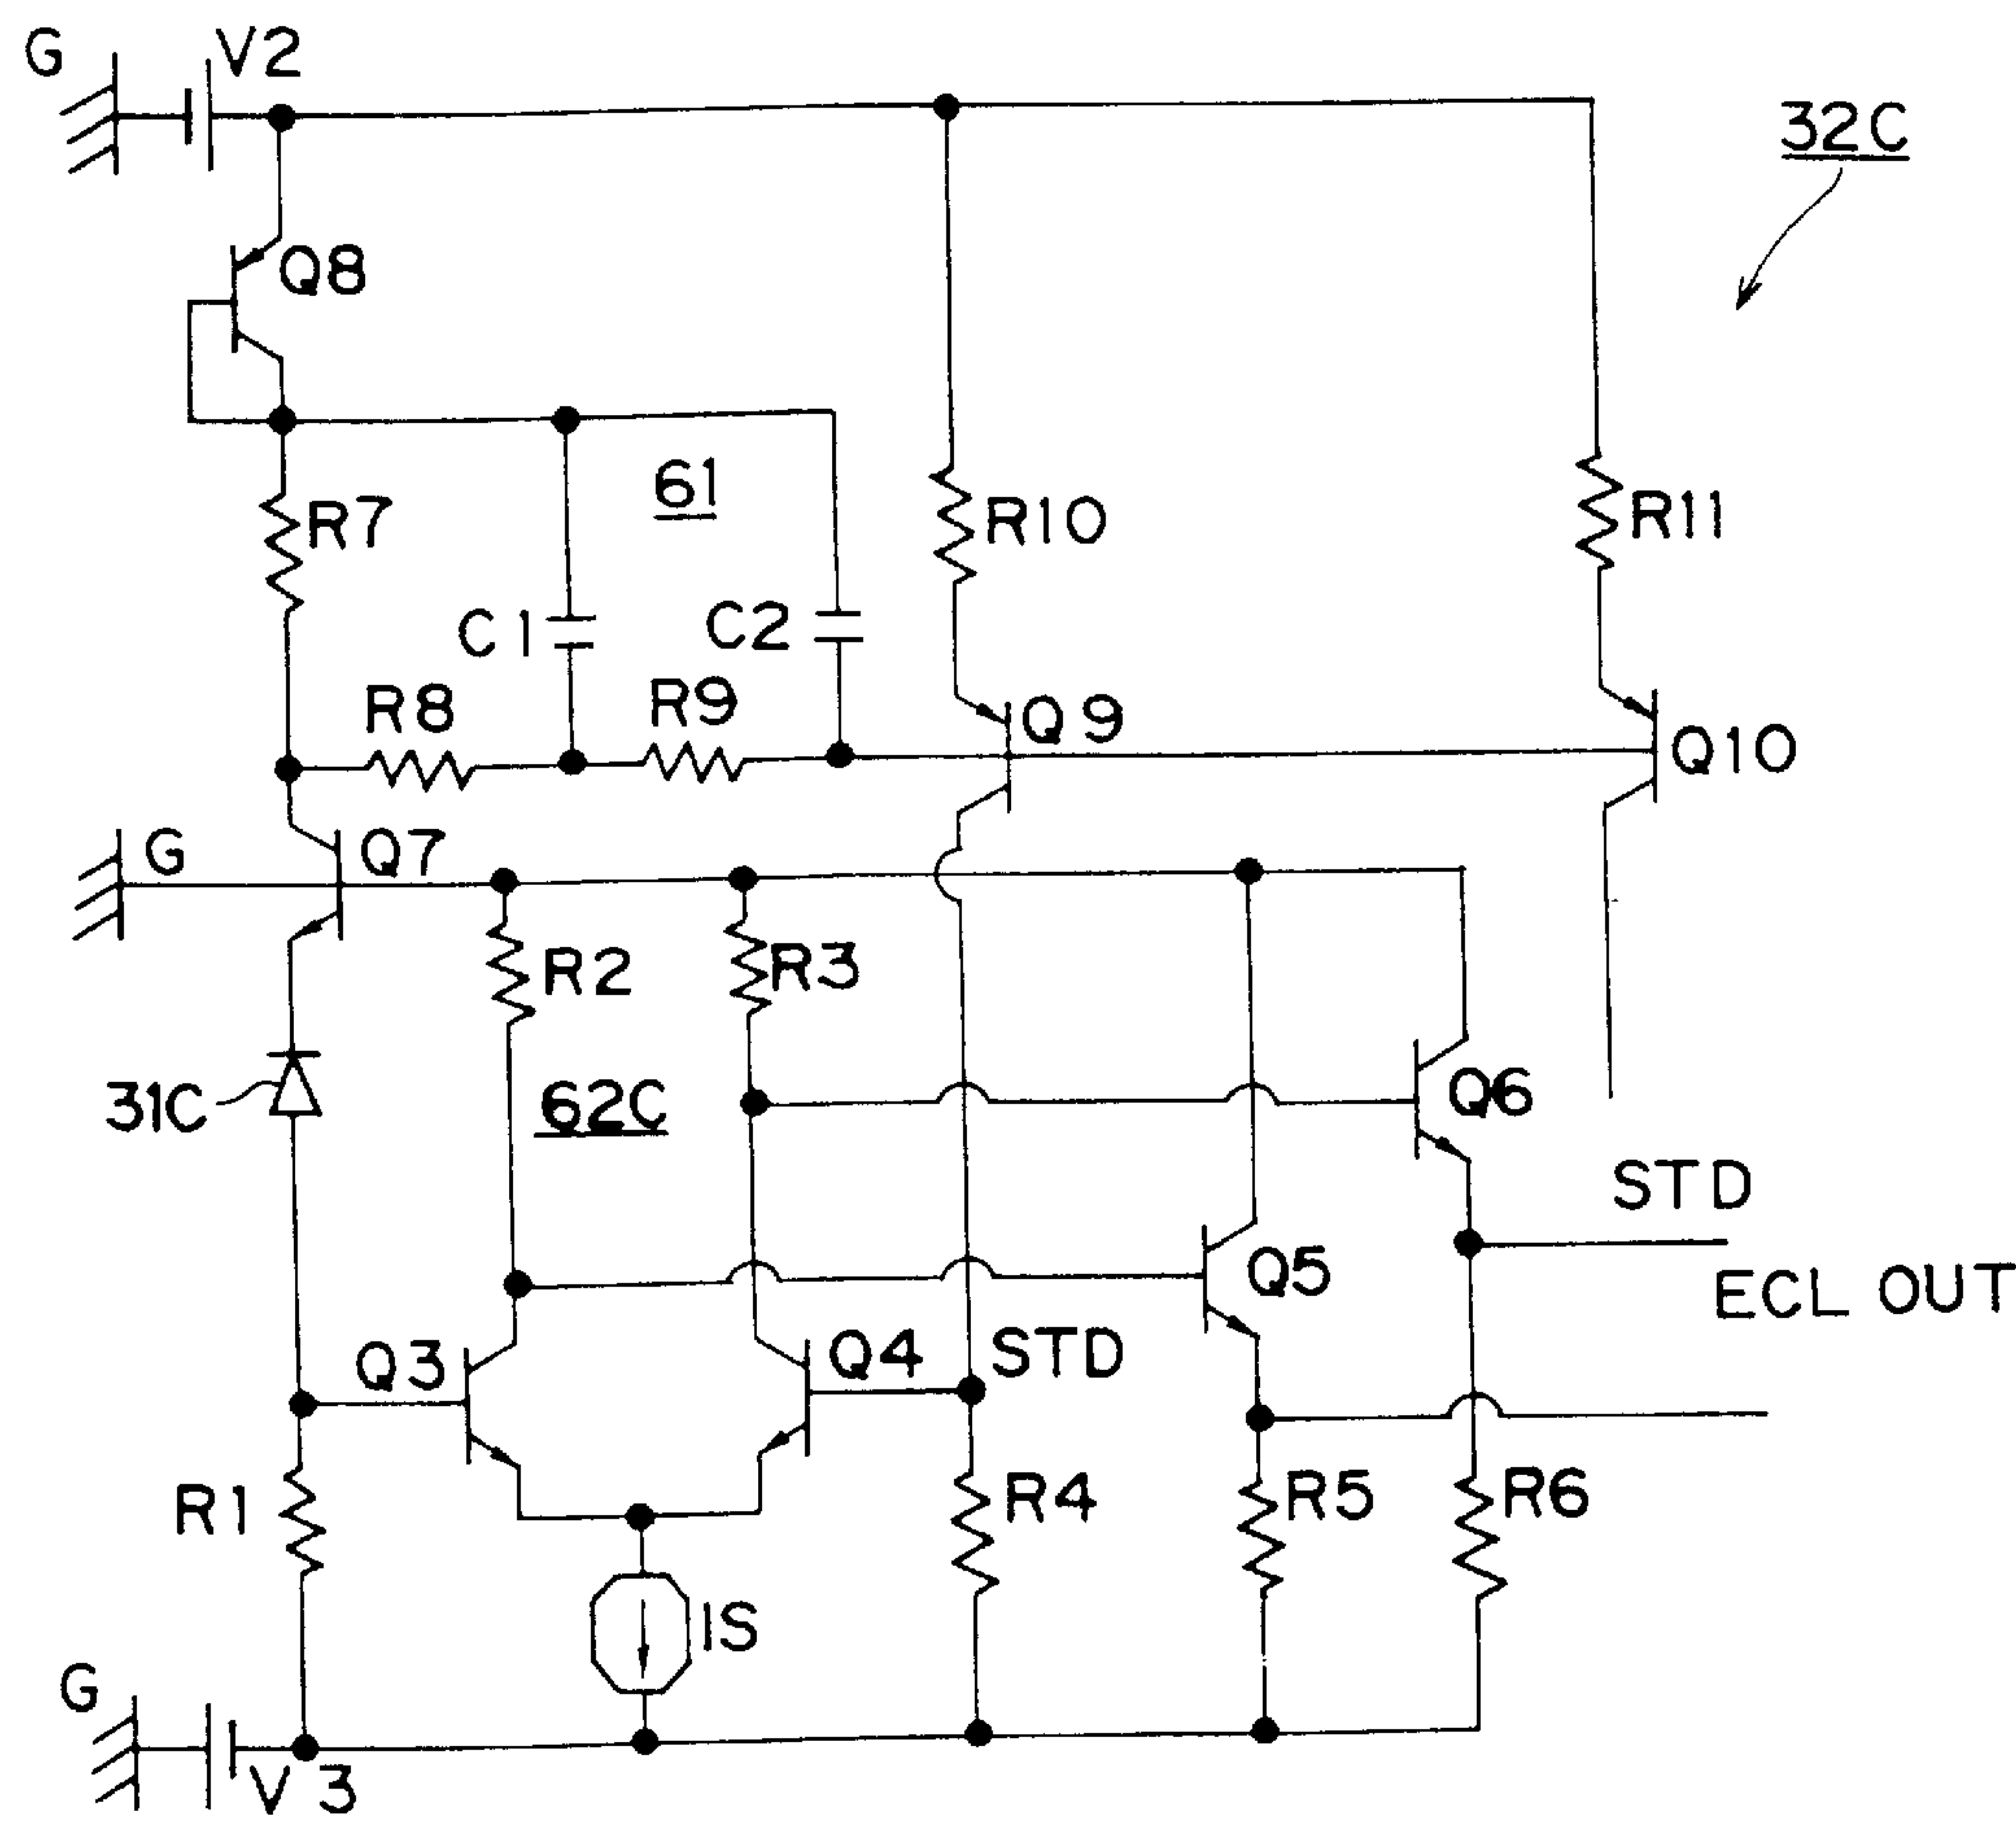 G
V2
32C
Q8
61
R7
R10
R11
C1
C2
R8
R9
Q9
Q10
G
Q7
R2
R3
31C
62C
Q6
STD
Q5
ECL OUT
Q3
Q4
STD
R1
R4
R5
R6
IS
G
V3